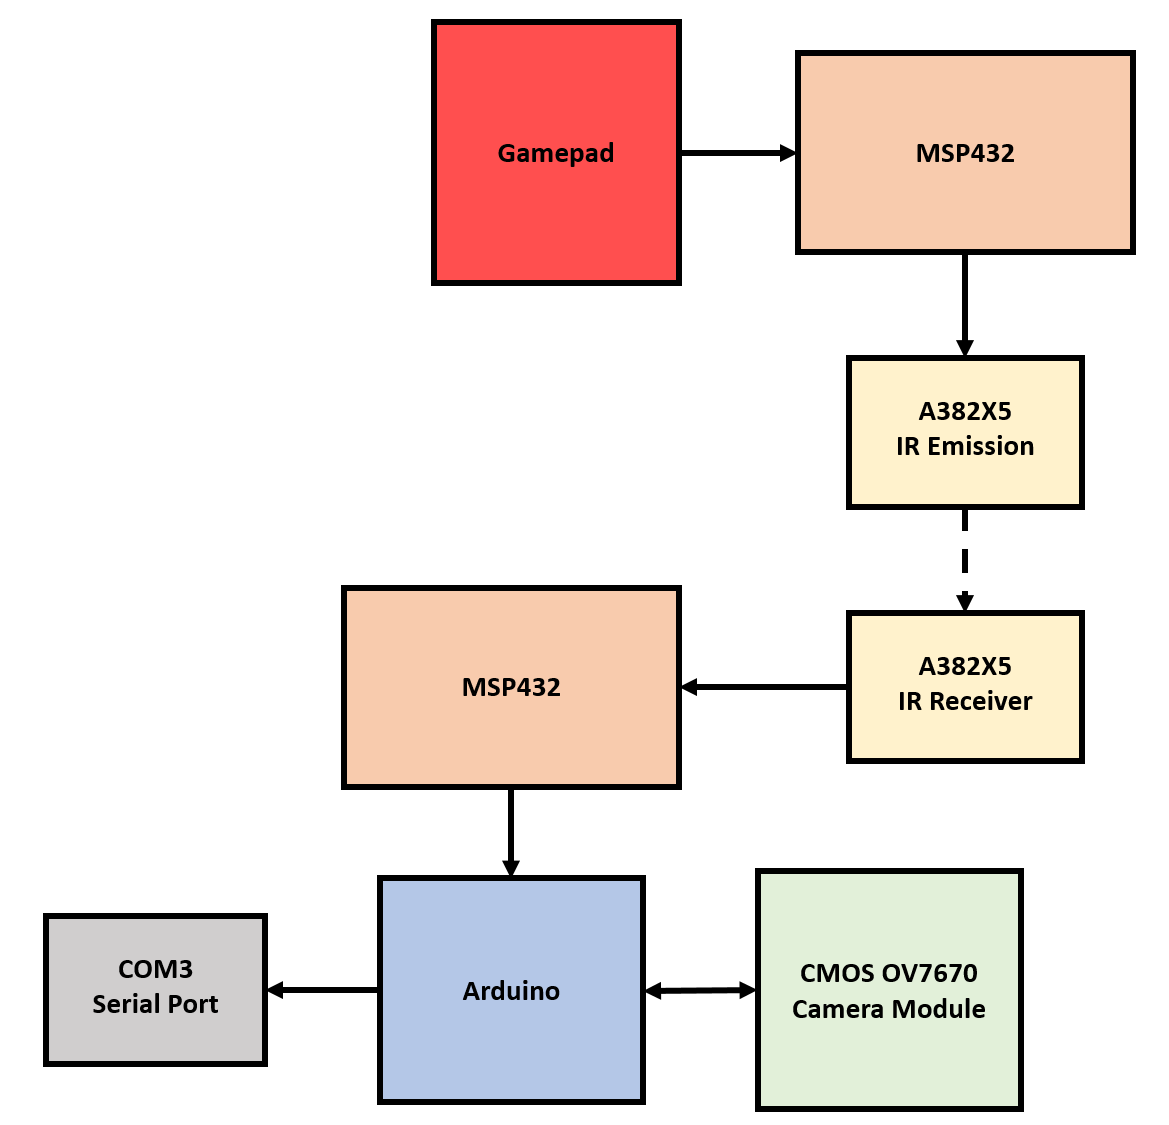 Gamepad
MSP432
A382X5
IR Emission
A382X5
IR Receiver
MSP432
COM3
Serial Port
Arduino
CMOS OV7670
Camera Module